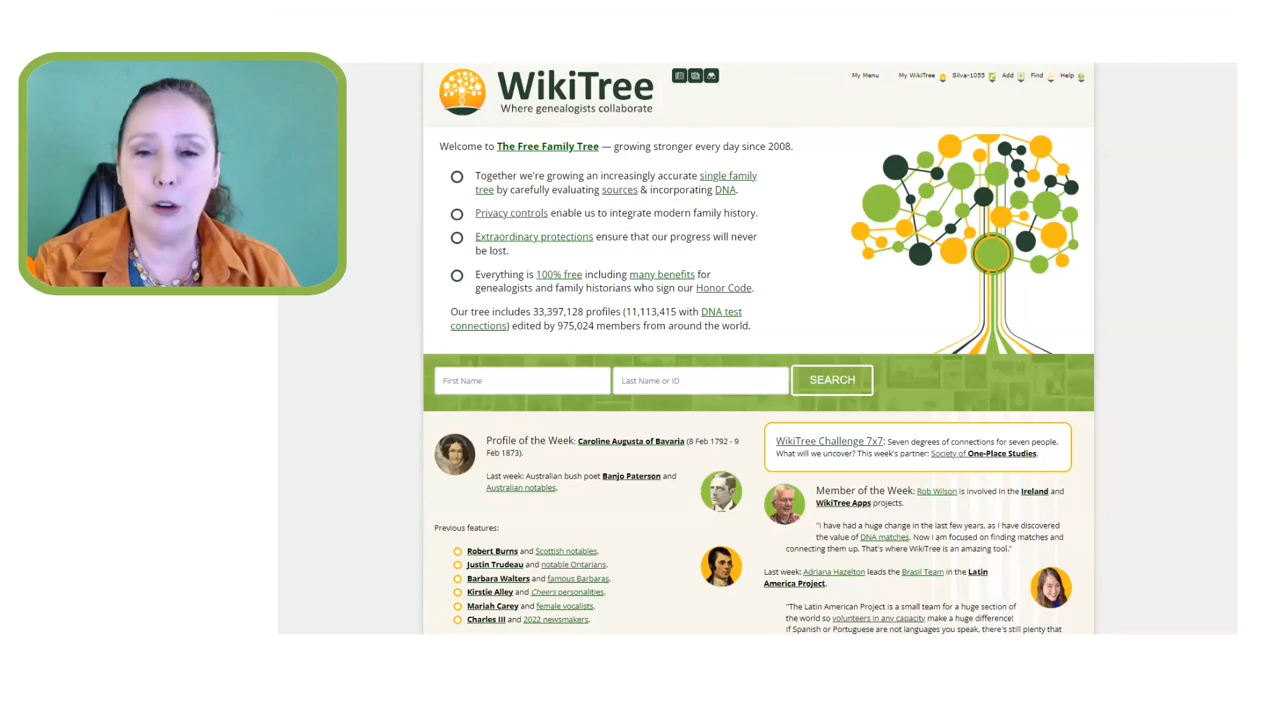 WikiTree
Where genealogists collaborate
My Menu My WikiTree Silva-1055 Add Find Help
Welcome to The Free Family Tree — growing stronger every day since 2008.
Together we're growing an increasingly accurate single family
tree by carefully evaluating sources & incorporating DNA.
Privacy controls enable us to integrate modern family history.
Extraordinary protections ensure that our progress will never
be lost.
Everything is 100% free including many benefits for
genealogists and family historians who sign our Honor Code.
Our tree includes 33,397,128 profiles (11,113,415 with DNA test
connections) edited by 975,024 members from around the world.
First Name Last Name or ID SEARCH
Profile of the Week: Caroline Augusta of Bavaria (8 Feb 1792 - 9
Feb 1873).
Last week: Australian bush poet Banjo Paterson and
Australian notables.
Previous features:
Robert Burns and Scottish notables.
Justin Trudeau and notable Ontarians.
Barbara Walters and famous Barbaras.
Kirstie Alley and Cheers personalities.
Mariah Carey and female vocalists.
Charles III and 2022 newsmakers.
WikiTree Challenge 7x7: Seven degrees of connections for seven people.
What will we uncover? This week's partner: Society of One-Place Studies.
Member of the Week: Rob Wilson is involved in the Ireland and
WikiTree Apps projects.
"I have had a huge change in the last few years, as I have discovered
the value of DNA matches. Now I am focused on finding matches and
connecting them up. That's where WikiTree is an amazing tool."
Last week: Adriana Hazelton leads the Brasil Team in the Latin
America Project.
"The Latin American Project is a small team for a huge section of
the world so volunteers in any capacity make a huge difference!
If Spanish or Portuguese are not languages you speak, there's still plenty that